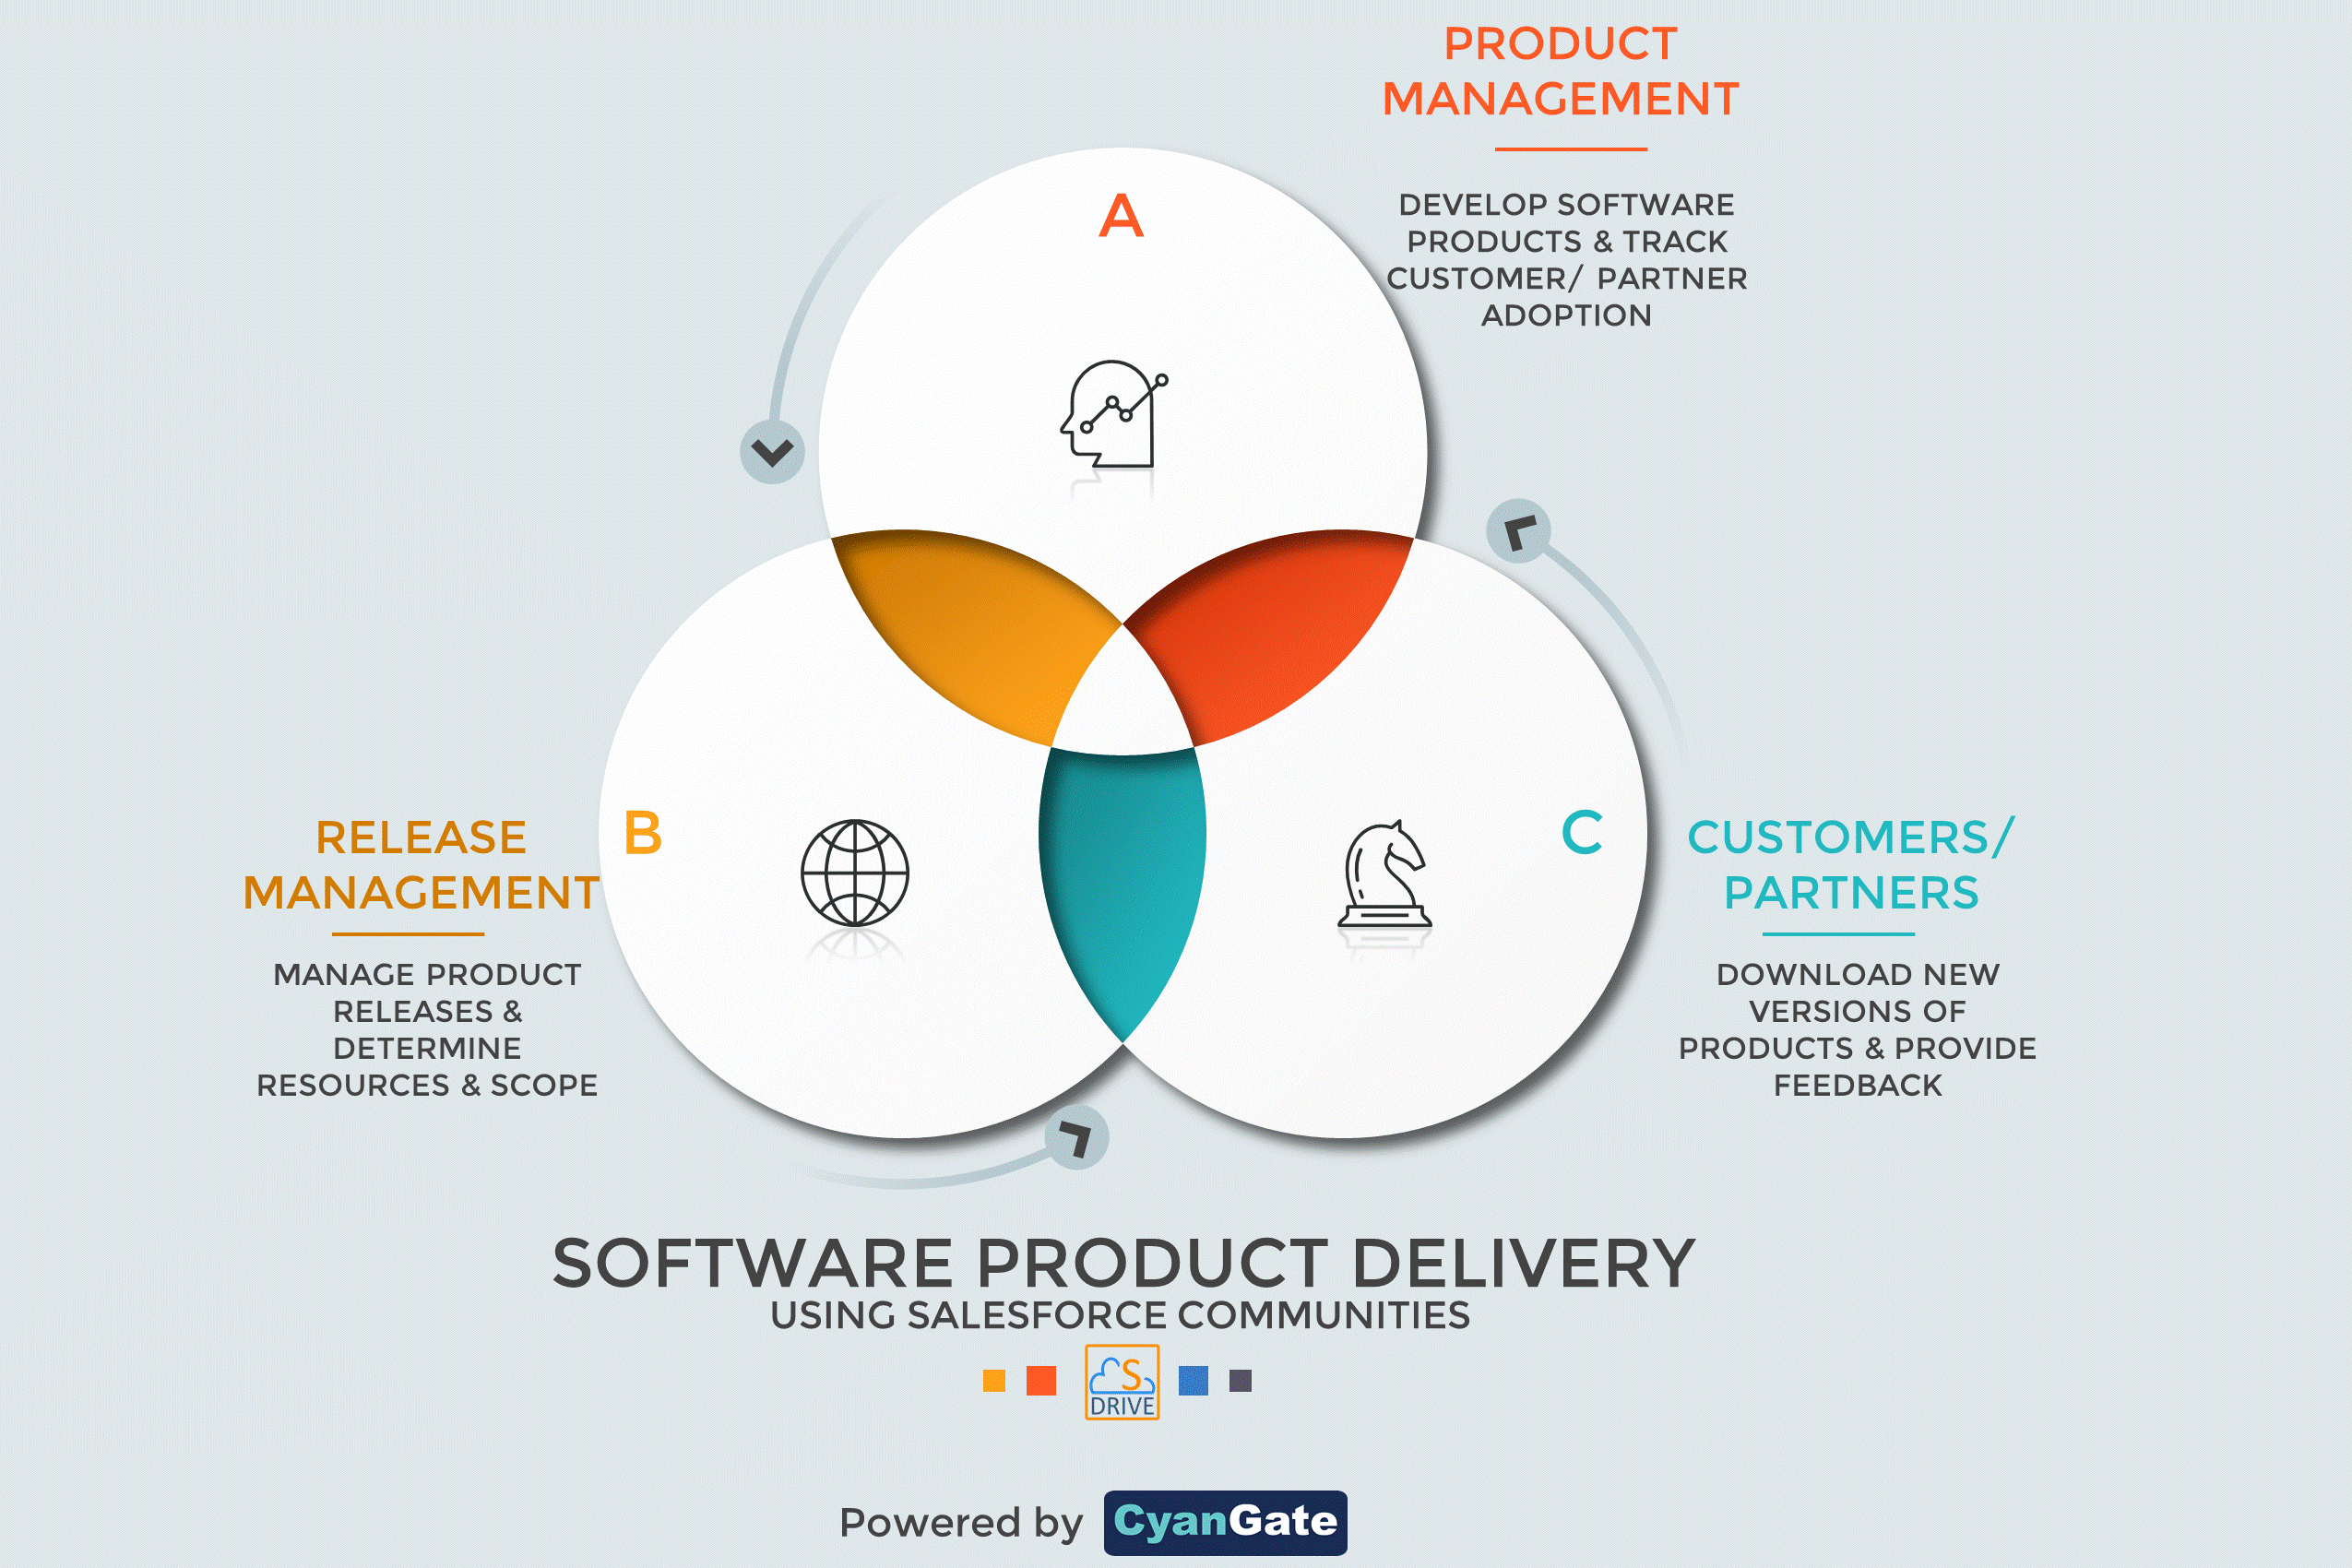 PRODUCT
MANAGEMENT
DEVELOP SOFTWARE
PRODUCTS & TRACK
CUSTOMER/ PARTNER
ADOPTION
A
B
C
RELEASE
MANAGEMENT
MANAGE PRODUCT
RELEASES &
DETERMINE
RESOURCES & SCOPE
CUSTOMERS/
PARTNERS
DOWNLOAD NEW
VERSIONS OF
PRODUCTS & PROVIDE
FEEDBACK
SOFTWARE PRODUCT DELIVERY
USING SALESFORCE COMMUNITIES
S
DRIVE
Powered by CyanGate